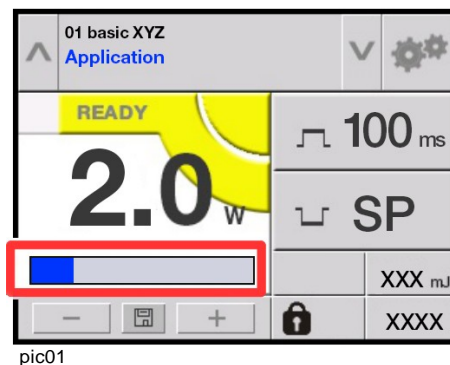 01 basic XYZ
Application
READY
2.0 W
100 ms
SP
XXX mJ
XXXX
pic01